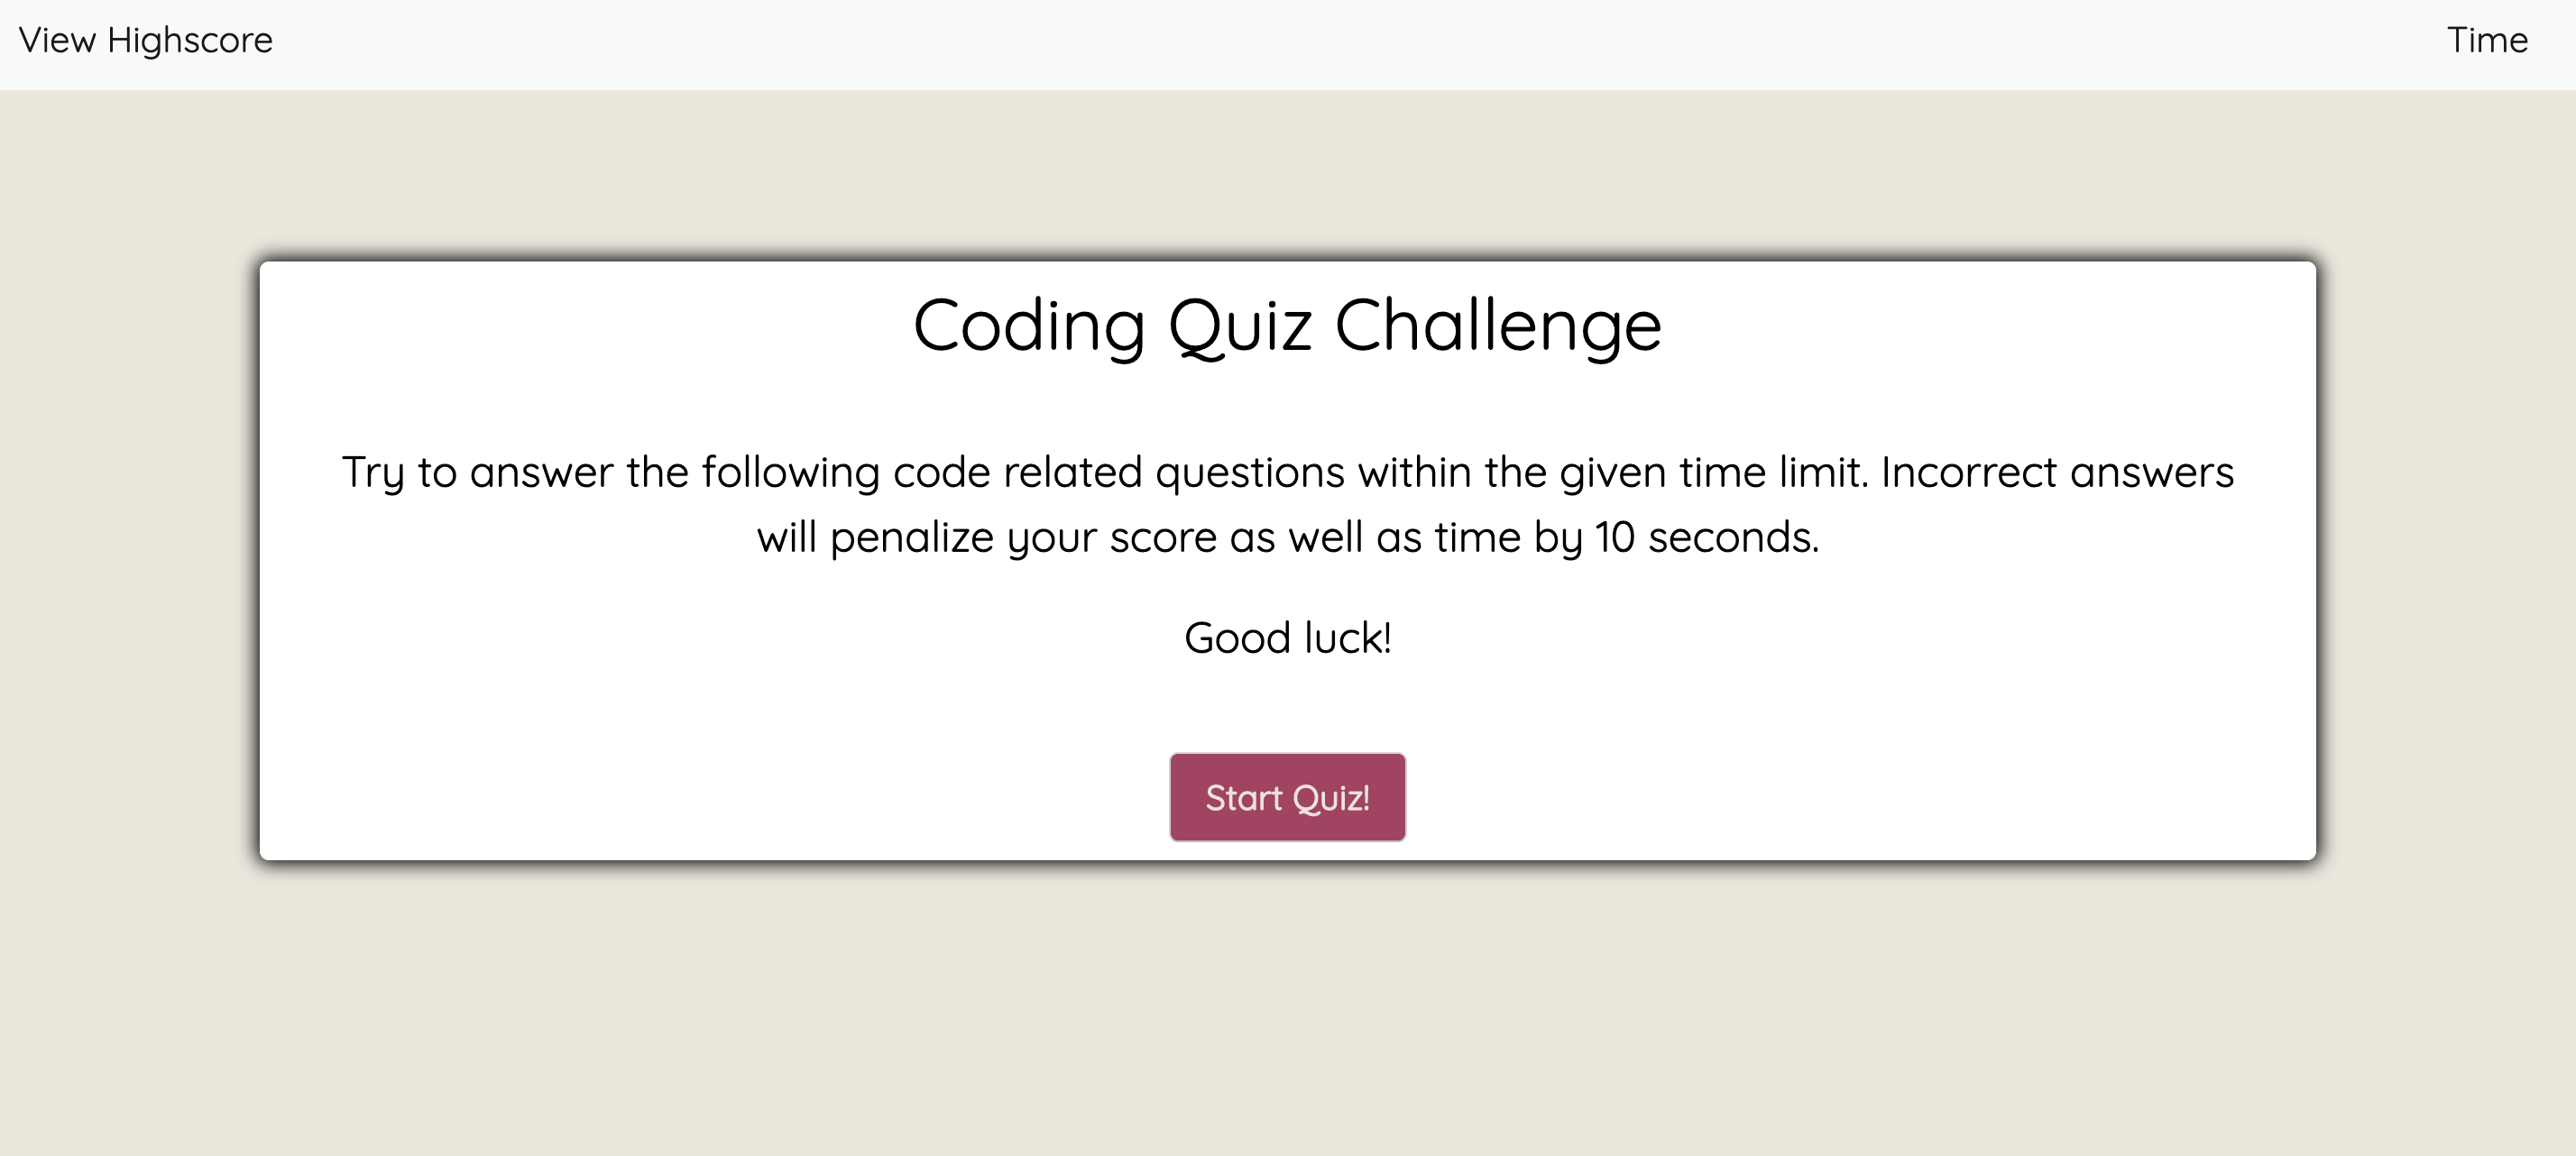 View Highscore
Time
Coding Quiz Challenge
Try to answer the following code related questions within the given time limit. Incorrect answers
will penalize your score as well as time by 10 seconds.
Good luck!
Start Quiz!